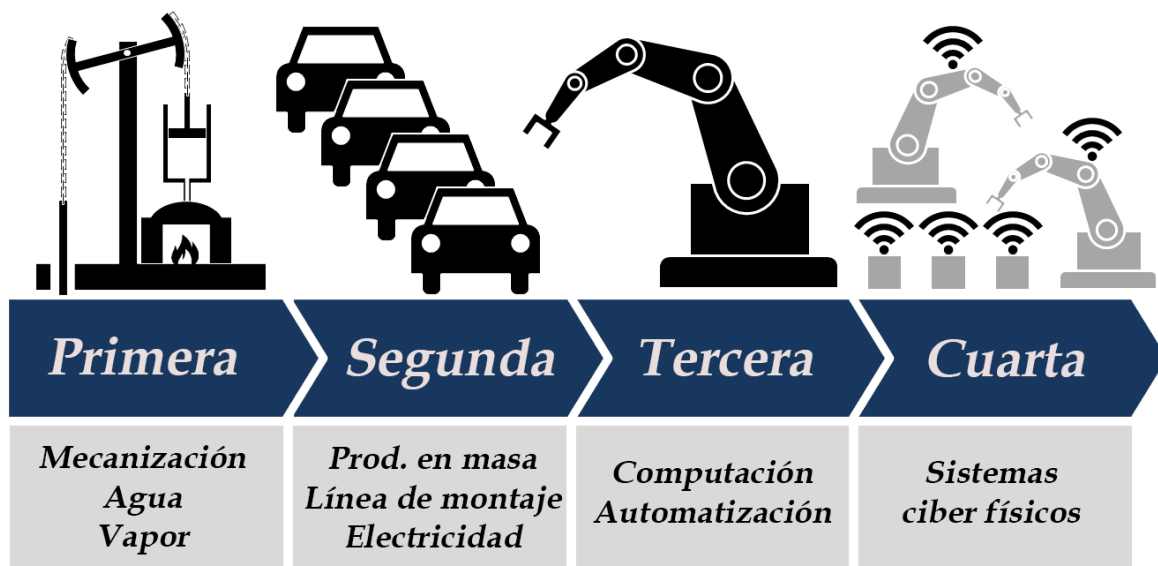 Primera
Segunda
Tercera
Cuarta
Mecanización
Agua
Vapor
Prod. en masa
Línea de montaje
Electricidad
Computación
Automatización
Sistemas
ciber físicos